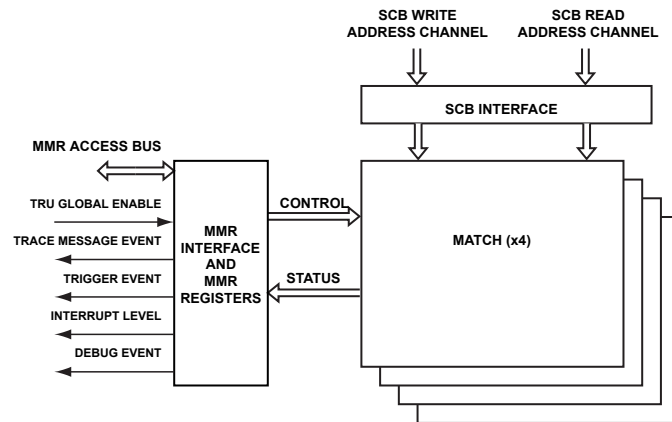 SCB WRITE
ADDRESS CHANNEL
SCB READ
ADDRESS CHANNEL
SCB INTERFACE
MMR ACCESS BUS
TRU GLOBAL ENABLE
TRACE MESSAGE EVENT
TRIGGER EVENT
INTERRUPT LEVEL
DEBUG EVENT
MMR
INTERFACE
AND
MMR
REGISTERS
CONTROL
STATUS
MATCH (x4)